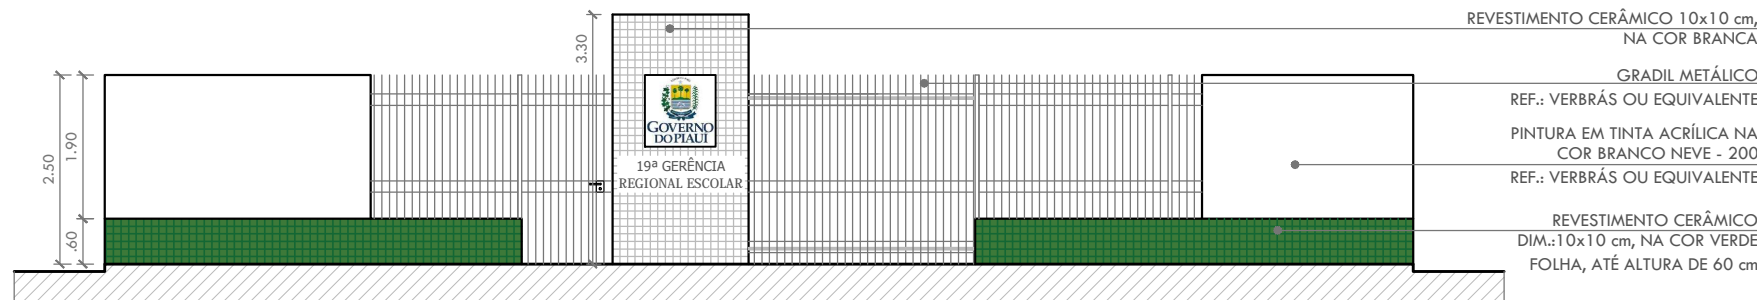 REVESTIMENTO CERÂMICO 10x10 cm,
NA COR BRANCA
3.30
GRADIL METÁLICO
REF.: VERBRÁS OU EQUIVALENTE
PINTURA EM TINTA ACRÍLICA NA
COR BRANCO NEVE - 200
REF.: VERBRÁS OU EQUIVALENTE
2.50
1.90
GOVERNO
DO PIAUI
19ª GERÊNCIA
REGIONAL ESCOLAR
.60
REVESTIMENTO CERÂMICO
DIM.:10x10 cm, NA COR VERDE
FOLHA, ATÉ ALTURA DE 60 cm